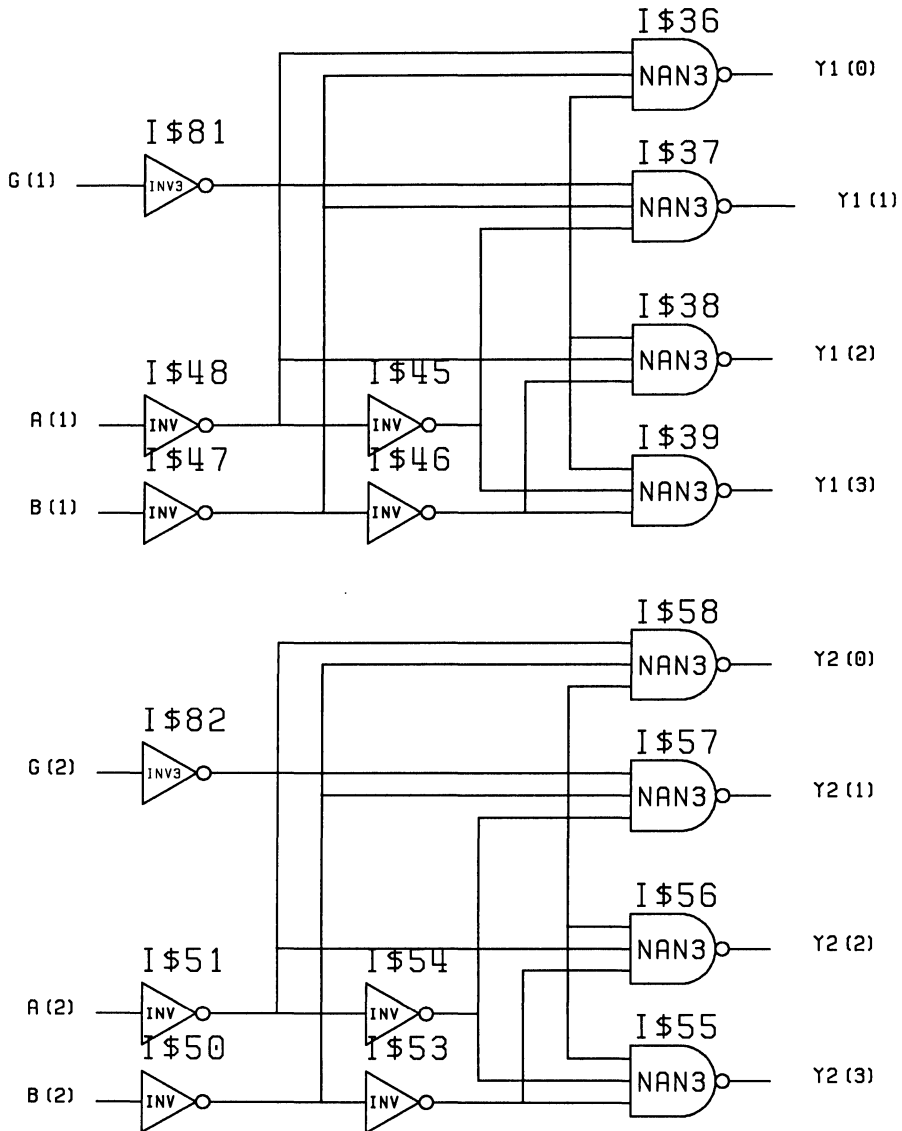 I$36
NAN3
Y1(0)
I$81
G(1)
INV3
I$37
NAN3
Y1(1)
I$38
NAN3
Y1(2)
I$48
I$45
A(1)
INV
INV
I$39
I$47
I$46
NAN3
Y1(3)
B(1)
INV
INV
I$58
NAN3
Y2(0)
I$82
G(2)
INV3
I$57
NAN3
Y2(1)
I$56
NAN3
Y2(2)
I$51
I$54
A(2)
INV
INV
I$55
I$50
I$53
NAN3
Y2(3)
B(2)
INV
INV